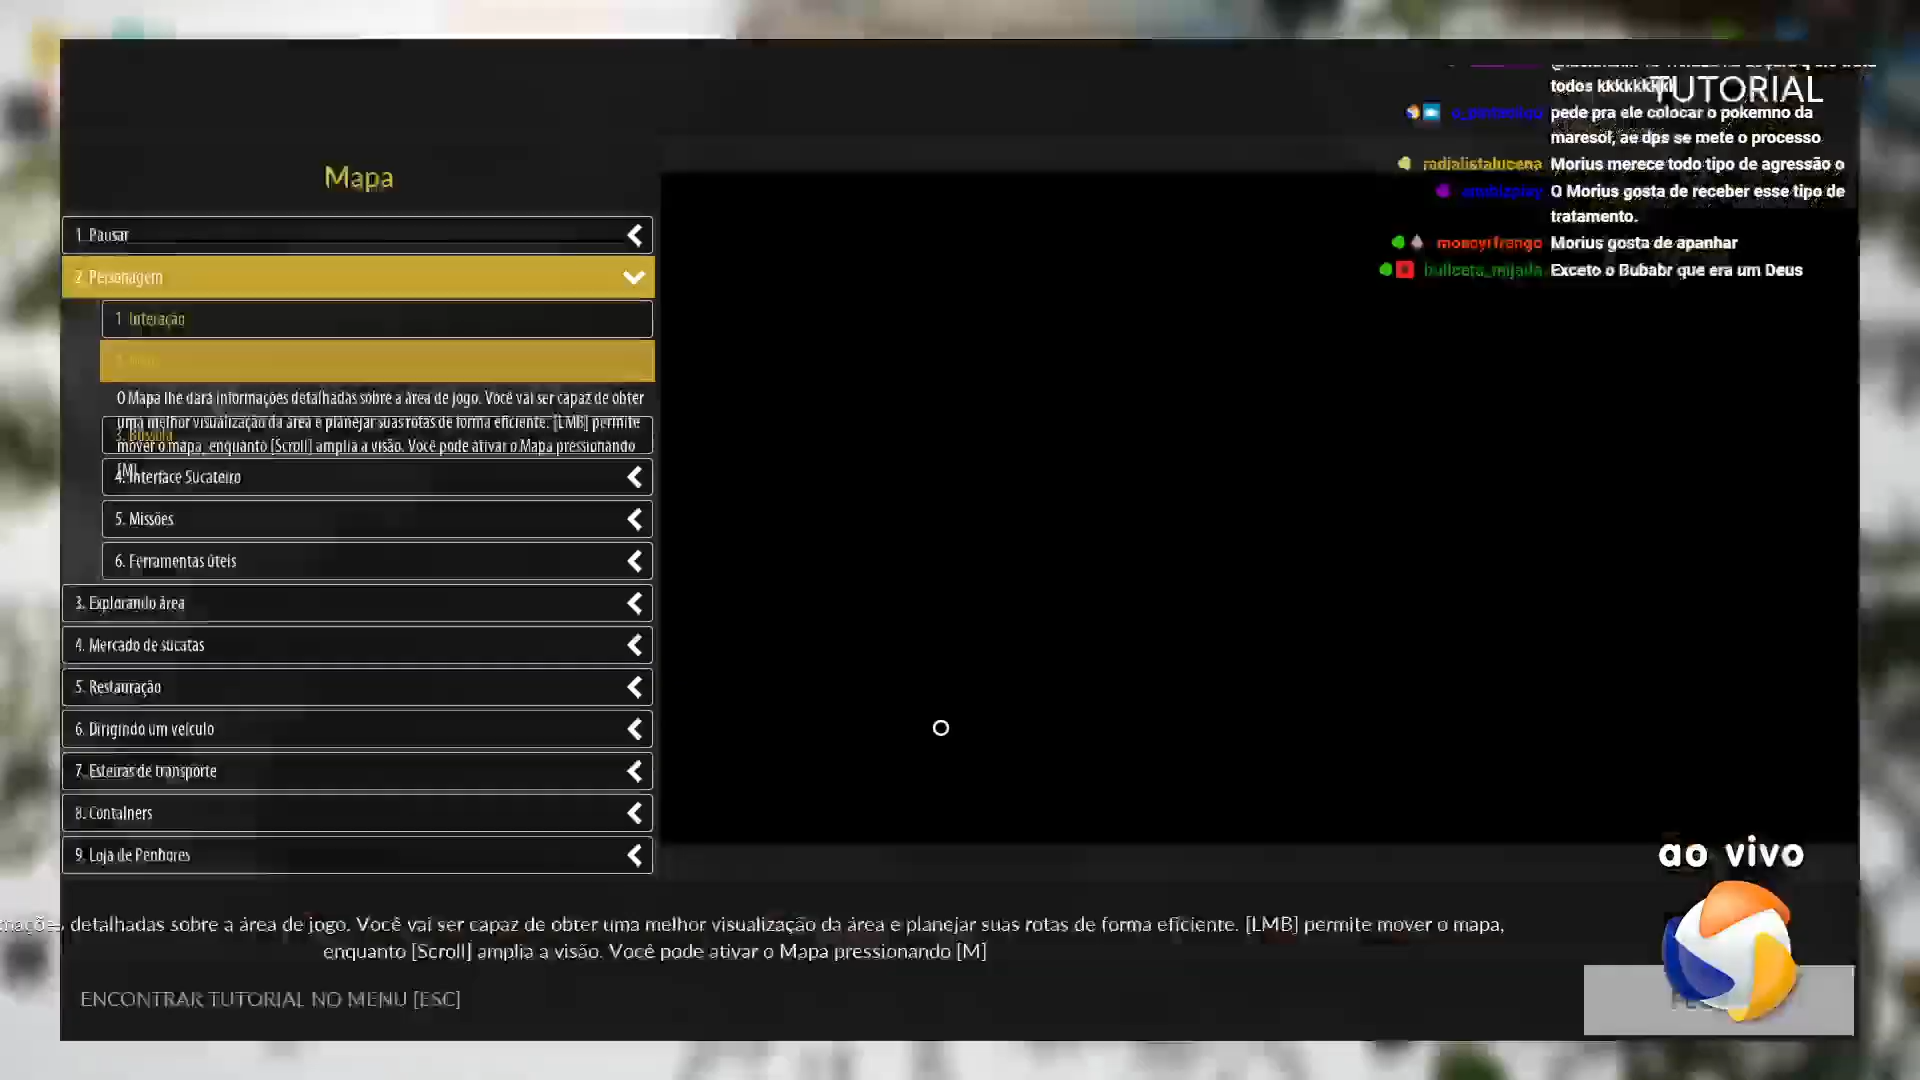 TUTORIAL
todos kkkkkkkkk
pede pra ele colocar o pokemno da
maresol, ae dps se mete o processo
radialistalucena Morius merece todo tipo de agressão o
O Morius gosta de receber esse tipo de
tratamento.
Morius gosta de apanhar
Exceto o Bubabr que era um Deus
Mapa
1. Pausar
2. Personagem
1. Interação
O Mapa lhe dará informações detalhadas sobre a área de jogo. Você vai ser capaz de obter
uma melhor visualização da área e planejar suas rotas de forma eficiente. [LMB] permite
3. Bússola
mover o mapa, enquanto [Scroll] amplia a visão. Você pode ativar o Mapa pressionando
[M]
4. Interface Sucateiro
5. Missões
6. Ferramentas úteis
3. Explorando área
4. Mercado de sucatas
5. Restauração
6. Dirigindo um veículo
7. Esteiras de transporte
8. Containers
9. Loja de Penhores
ao vivo
detalhadas sobre a área de jogo. Você vai ser capaz de obter uma melhor visualização da área e planejar suas rotas de forma eficiente. [LMB] permite mover o mapa,
enquanto [Scroll] amplia a visão. Você pode ativar o Mapa pressionando [M]
ENCONTRAR TUTORIAL NO MENU [ESC]